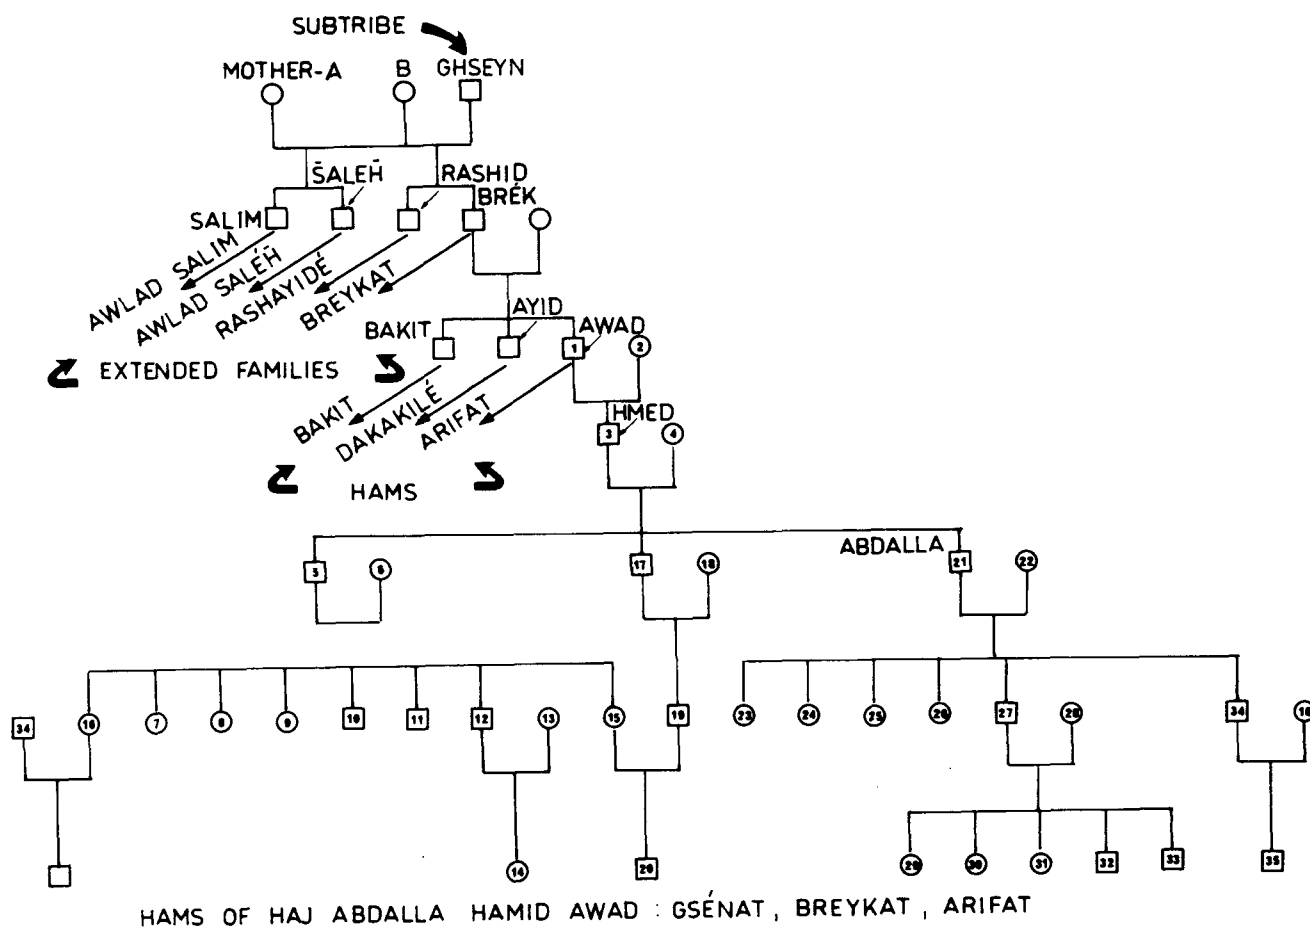 SUBTRIBE
MOTHER-A B GHSEYN
S̄ALEH̄ RASHID
SALIM BRÉK
AWLAD SALIM AWLAD SALÉH̄ RASHAYIDÉ BREYKAT
BAKIT AYID AWAD
1 2
EXTENDED FAMILIES
BAKIT DAKAKILÉ ARIFAT
HMED
3 4
HAMS
ABDALLA
5 6 17 18 21 22
34 16 7 8 9 10 11 12 13 15 19 23 24 25 26 27 28 34 16
14 20 29 30 31 32 33 35
HAMS OF HAJ ABDALLA HAMID AWAD : GSÉNAT, BREYKAT, ARIFAT